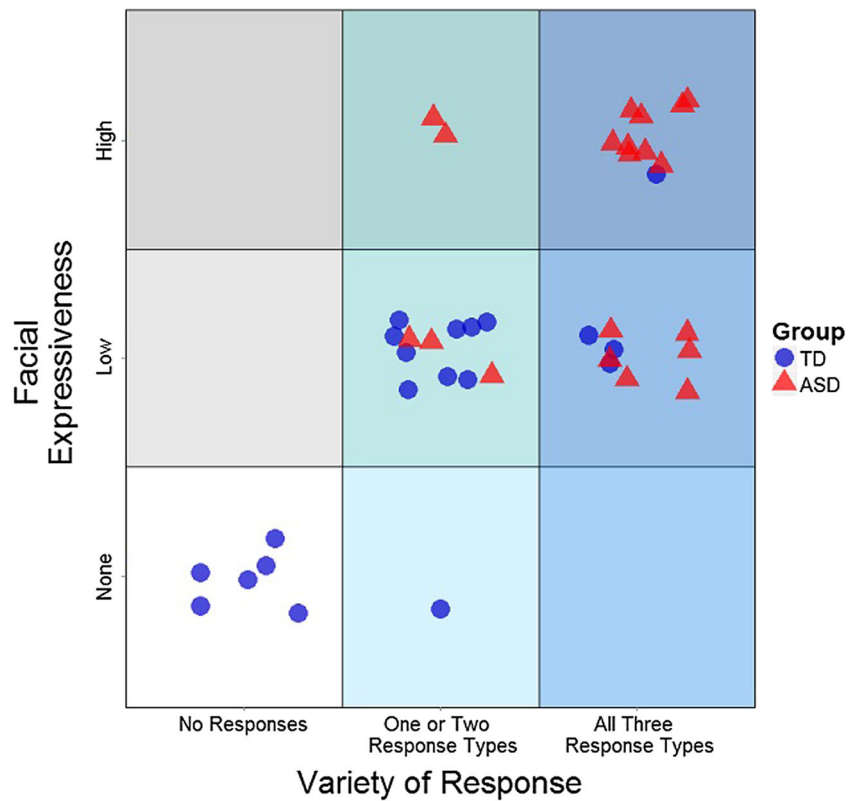 High
Low
None
Facial
Expressiveness
No Responses
One or Two
Response Types
All Three
Response Types
Variety of Response
Group
TD
ASD